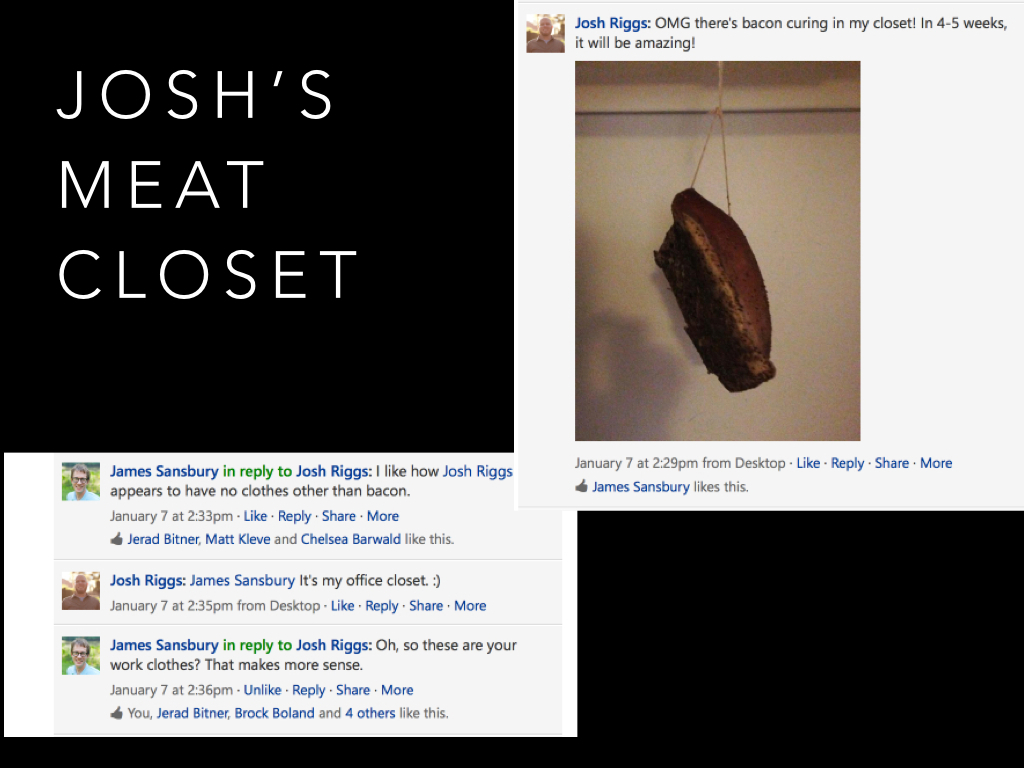 JOSH'S
MEAT
CLOSET
Josh Riggs: OMG there's bacon curing in my closet! In 4-5 weeks,
it will be amazing!
January 7 at 2:29pm from Desktop · Like · Reply · Share · More
James Sansbury likes this.
James Sansbury in reply to Josh Riggs: I like how Josh Riggs
appears to have no clothes other than bacon.
January 7 at 2:33pm · Like · Reply · Share · More
Jerad Bitner, Matt Kleve and Chelsea Barwald like this.
Josh Riggs: James Sansbury It's my office closet. :)
January 7 at 2:35pm from Desktop · Like · Reply · Share · More
James Sansbury in reply to Josh Riggs: Oh, so these are your
work clothes? That makes more sense.
January 7 at 2:36pm · Unlike · Reply · Share · More
You, Jerad Bitner, Brock Boland and 4 others like this.